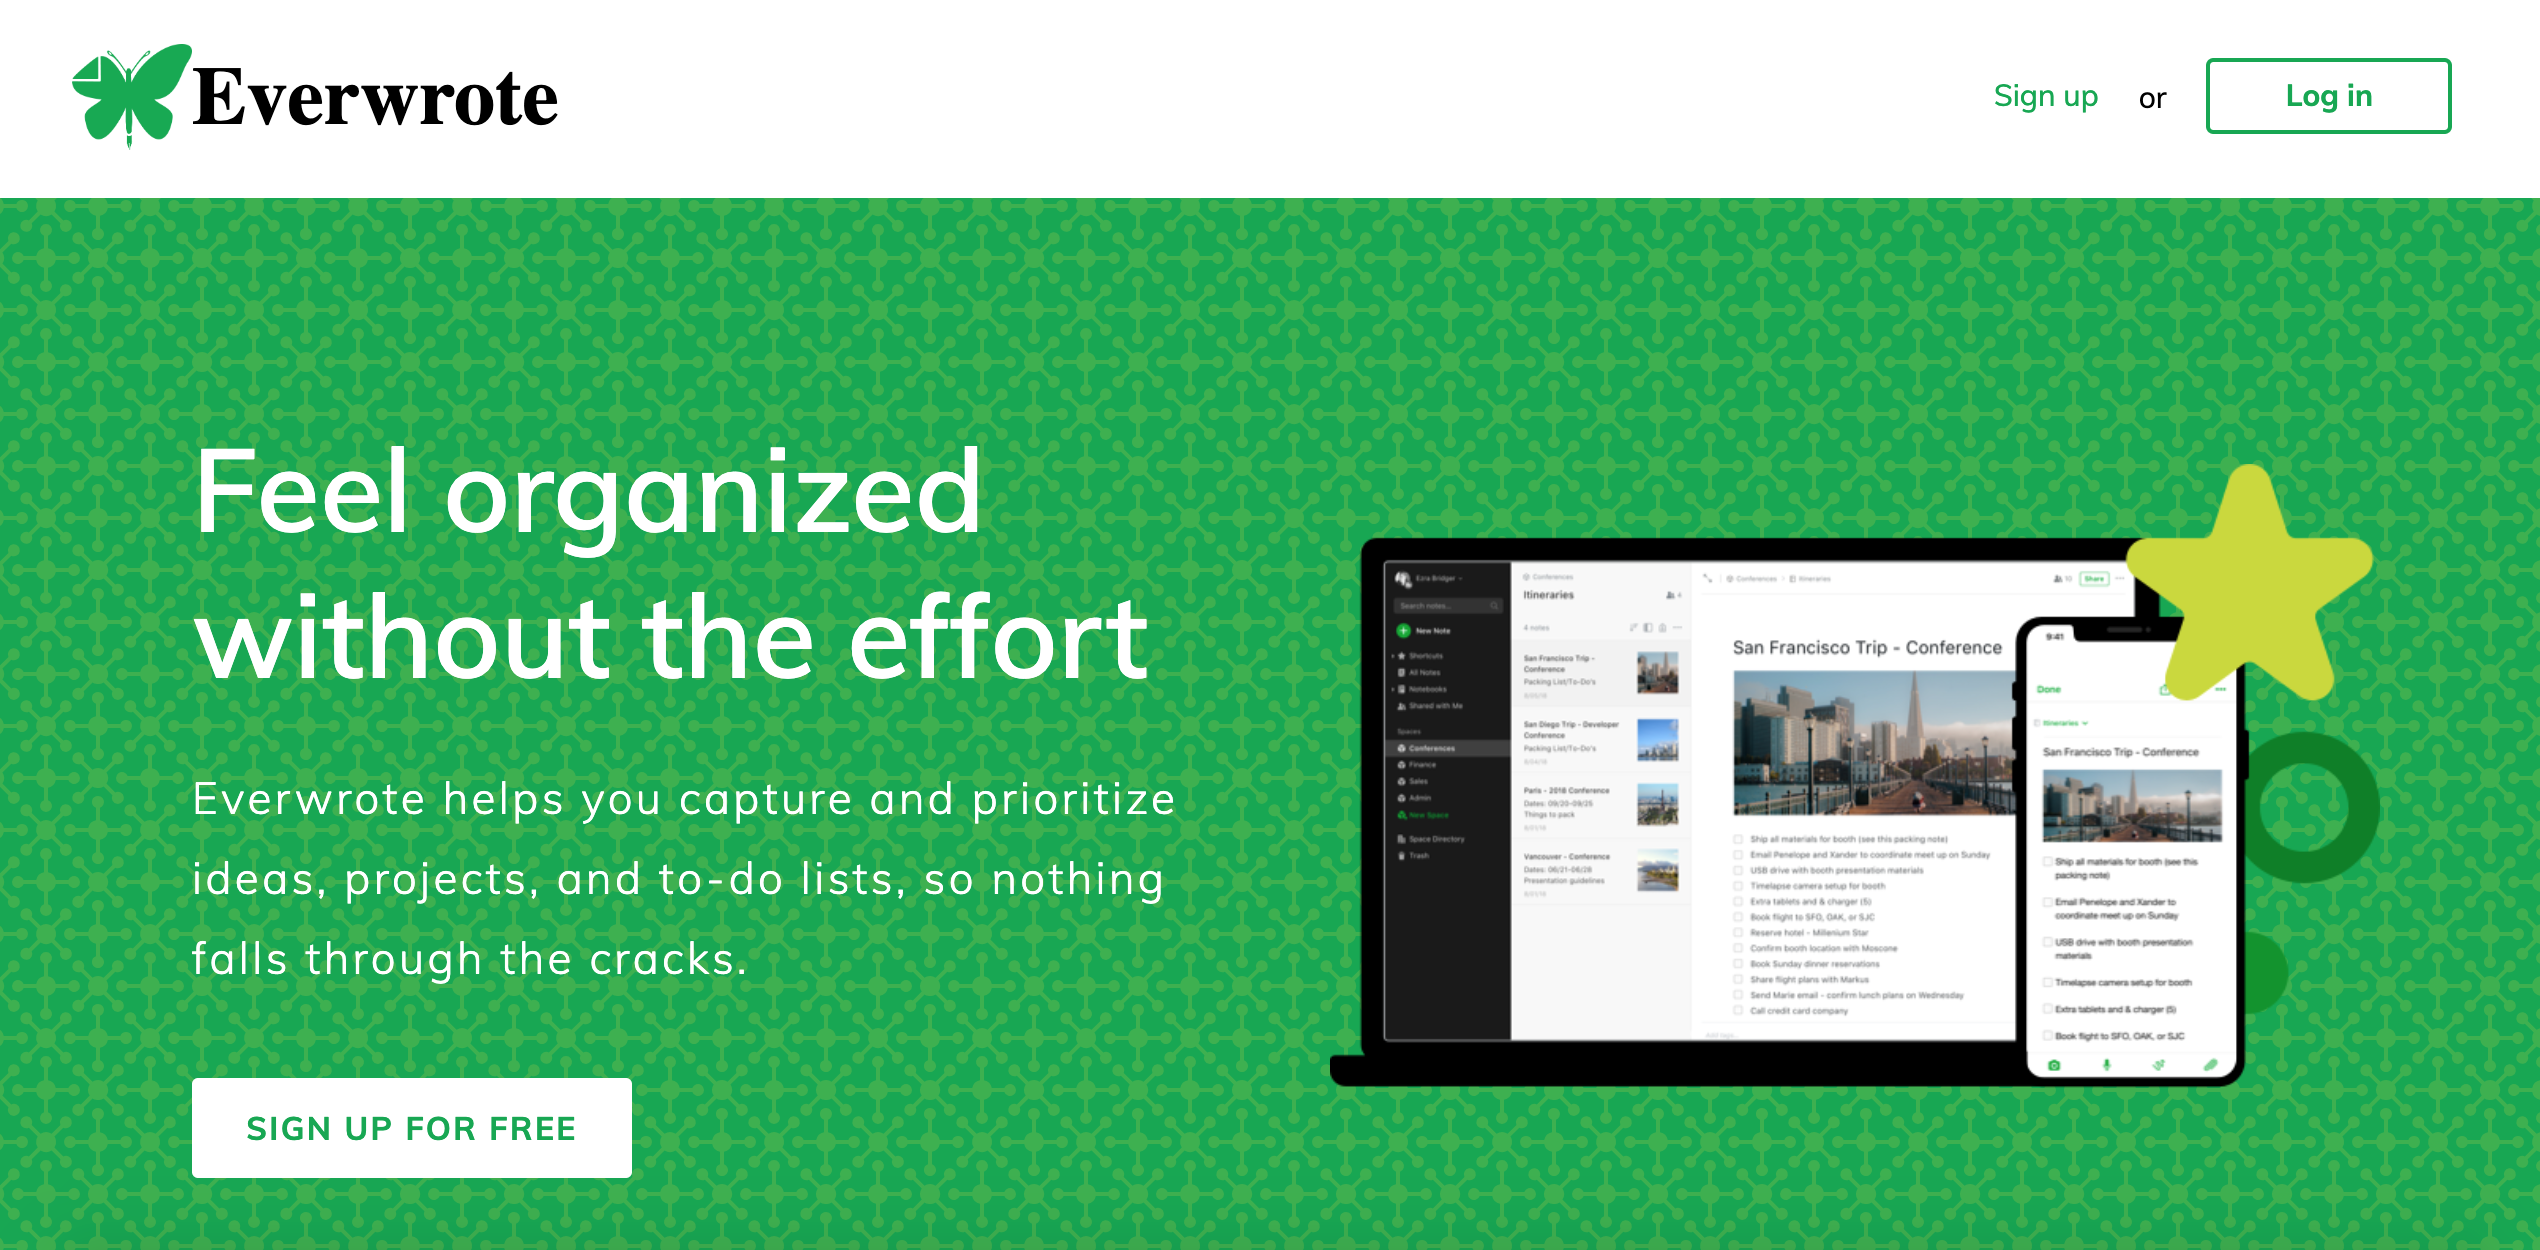 Everwrote
Sign up or Log in
Feel organized
without the effort
Everwrote helps you capture and prioritize
ideas, projects, and to-do lists, so nothing
falls through the cracks.
SIGN UP FOR FREE
Ezra Bridger
Search notes...
New Note
Shortcuts
All Notes
Notebooks
Shared with Me
Spaces
Conferences
Finance
Sales
Admin
New Space
Space Directory
Trash
Conferences
Itineraries
4
4 notes
San Francisco Trip -
Conference
Packing List/To-Do's
San Diego Trip - Developer
Conference
Packing List/To-Do's
Paris - 2018 Conference
Dates: 09/20-09/25
Things to pack
Vancouver - Conference
Dates: 06/21-06/26
Presentation guidelines
Conferences > Itineraries
10
Share
San Francisco Trip - Conference
Ship all materials for booth (see this packing note)
Email Penelope and Xander to coordinate meet up on Sunday
USB drive with booth presentation materials
Timelapse camera setup for booth
Extra tablets and & charger (5)
Book flight to SFO, OAK, or SJC
Reserve hotel - Millenium Star
Confirm booth location with Moscone
Book Sunday dinner reservations
Share flight plans with Markus
Send Marie email - confirm lunch plans on Wednesday
Call credit card company
Add tags...
9:41
Done
Itineraries
San Francisco Trip - Conference
Ship all materials for booth (see this
packing note)
Email Penelope and Xander to
coordinate meet up on Sunday
USB drive with booth presentation
materials
Timelapse camera setup for booth
Extra tablets and & charger (5)
Book flight to SFO, OAK, or SJC